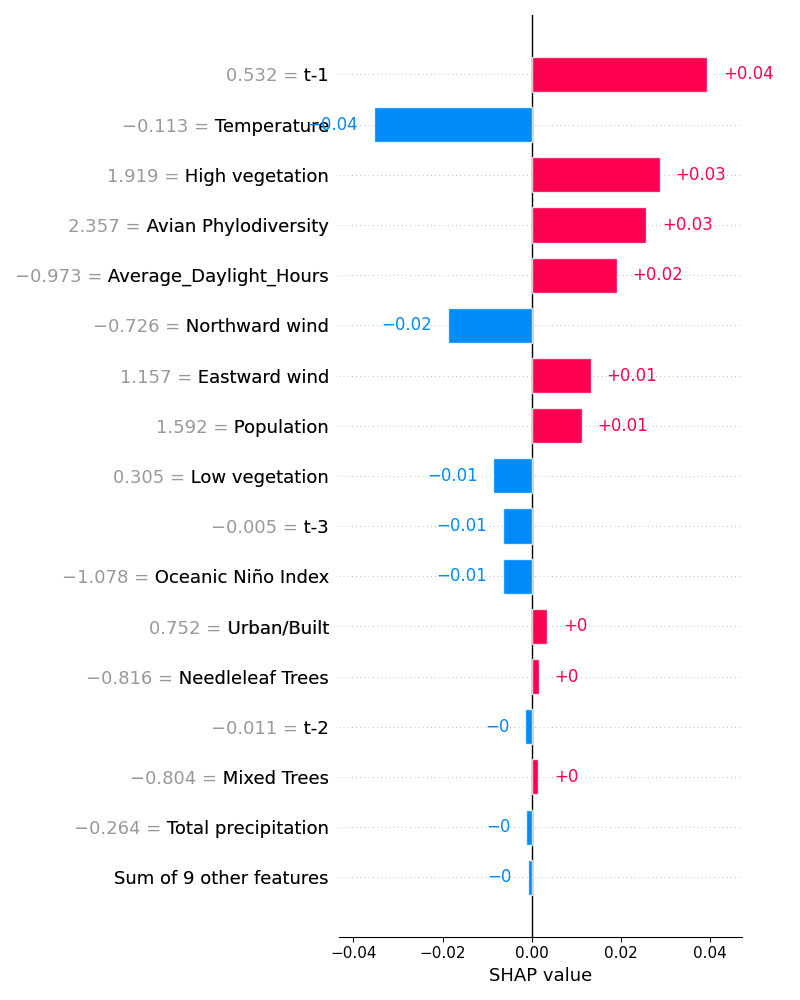 0.532 = t-1 +0.04
−0.113 = Temperature −0.04
1.919 = High vegetation +0.03
2.357 = Avian Phylodiversity +0.03
−0.973 = Average_Daylight_Hours +0.02
−0.726 = Northward wind −0.02
1.157 = Eastward wind +0.01
1.592 = Population +0.01
0.305 = Low vegetation −0.01
−0.005 = t-3 −0.01
−1.078 = Oceanic Niño Index −0.01
0.752 = Urban/Built +0
−0.816 = Needleleaf Trees +0
−0.011 = t-2 −0
−0.804 = Mixed Trees +0
−0.264 = Total precipitation −0
Sum of 9 other features −0
−0.04 −0.02 0.00 0.02 0.04
SHAP value